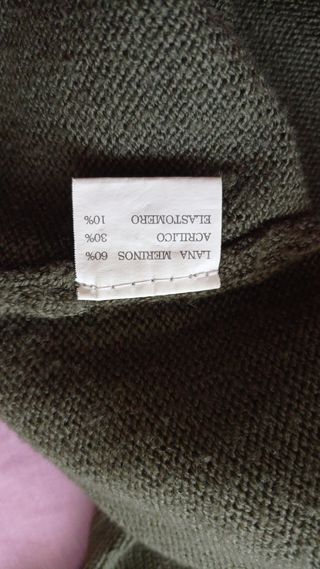 LANA MERINOS 60%
ACRILICO 30%
ELASTOMERO 10%